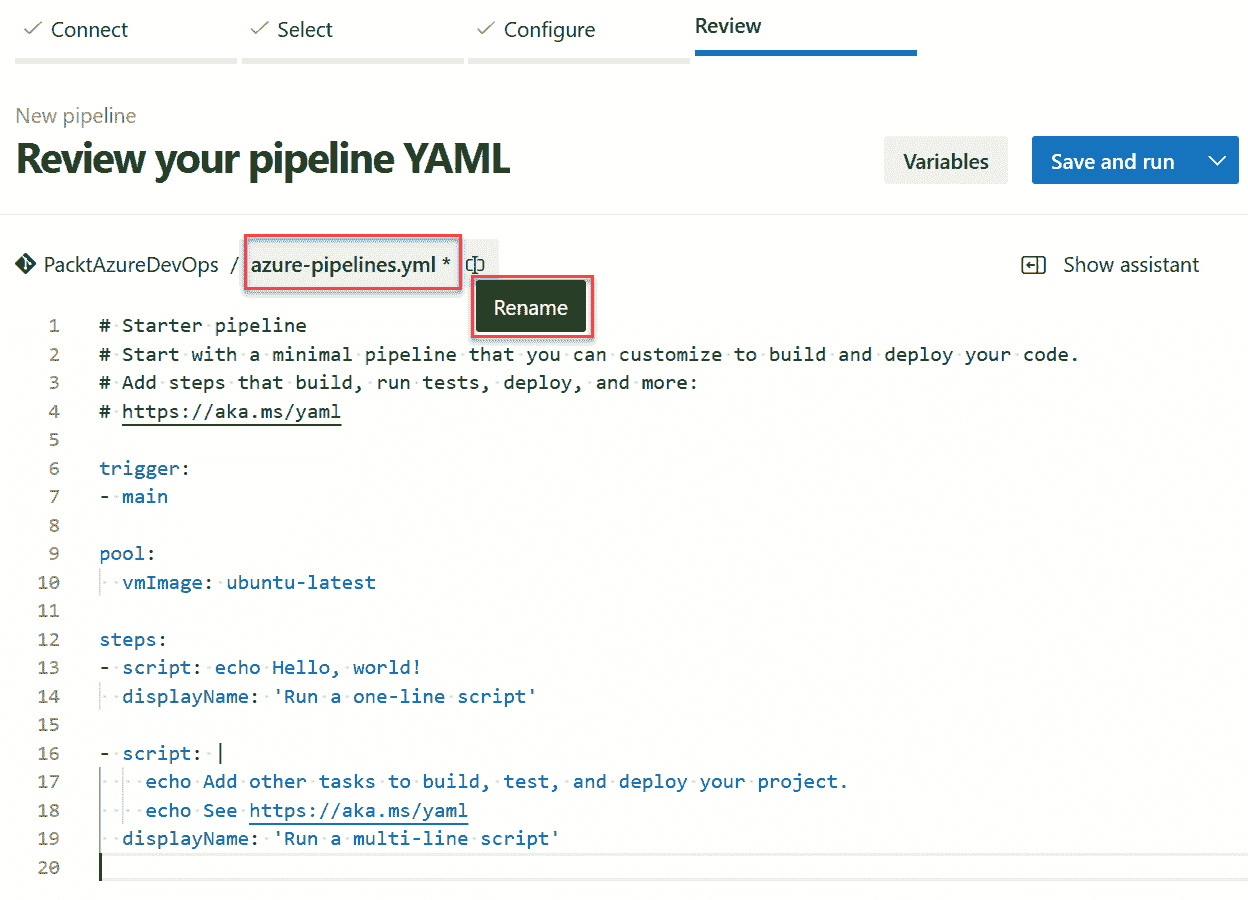 Connect Select Configure Review
New pipeline
Review your pipeline YAML
Variables Save and run
PacktAzureDevOps / azure-pipelines.yml * Show assistant
Rename
1 # Starter pipeline
2 # Start with a minimal pipeline that you can customize to build and deploy your code.
3 # Add steps that build, run tests, deploy, and more:
4 # https://aka.ms/yaml
5
6 trigger:
7 - main
8
9 pool:
10   vmImage: ubuntu-latest
11
12 steps:
13 - script: echo Hello, world!
14   displayName: 'Run a one-line script'
15
16 - script: |
17     echo Add other tasks to build, test, and deploy your project.
18     echo See https://aka.ms/yaml
19   displayName: 'Run a multi-line script'
20